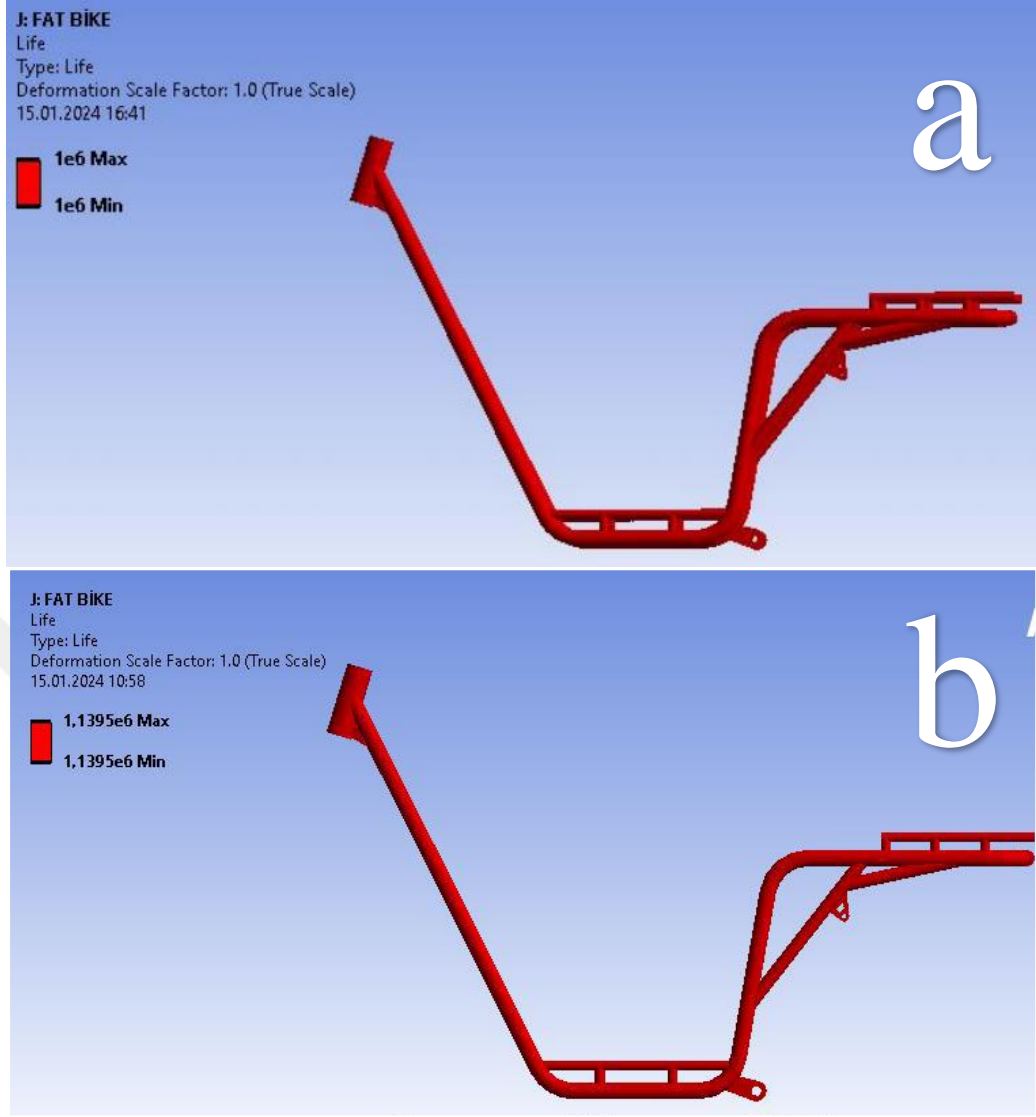 J: FAT BİKE
Life
Type: Life
Deformation Scale Factor: 1.0 (True Scale)
15.01.2024 16:41
1e6 Max
1e6 Min
a
J: FAT BİKE
Life
Type: Life
Deformation Scale Factor: 1.0 (True Scale)
15.01.2024 10:58
1,1395e6 Max
1,1395e6 Min
b